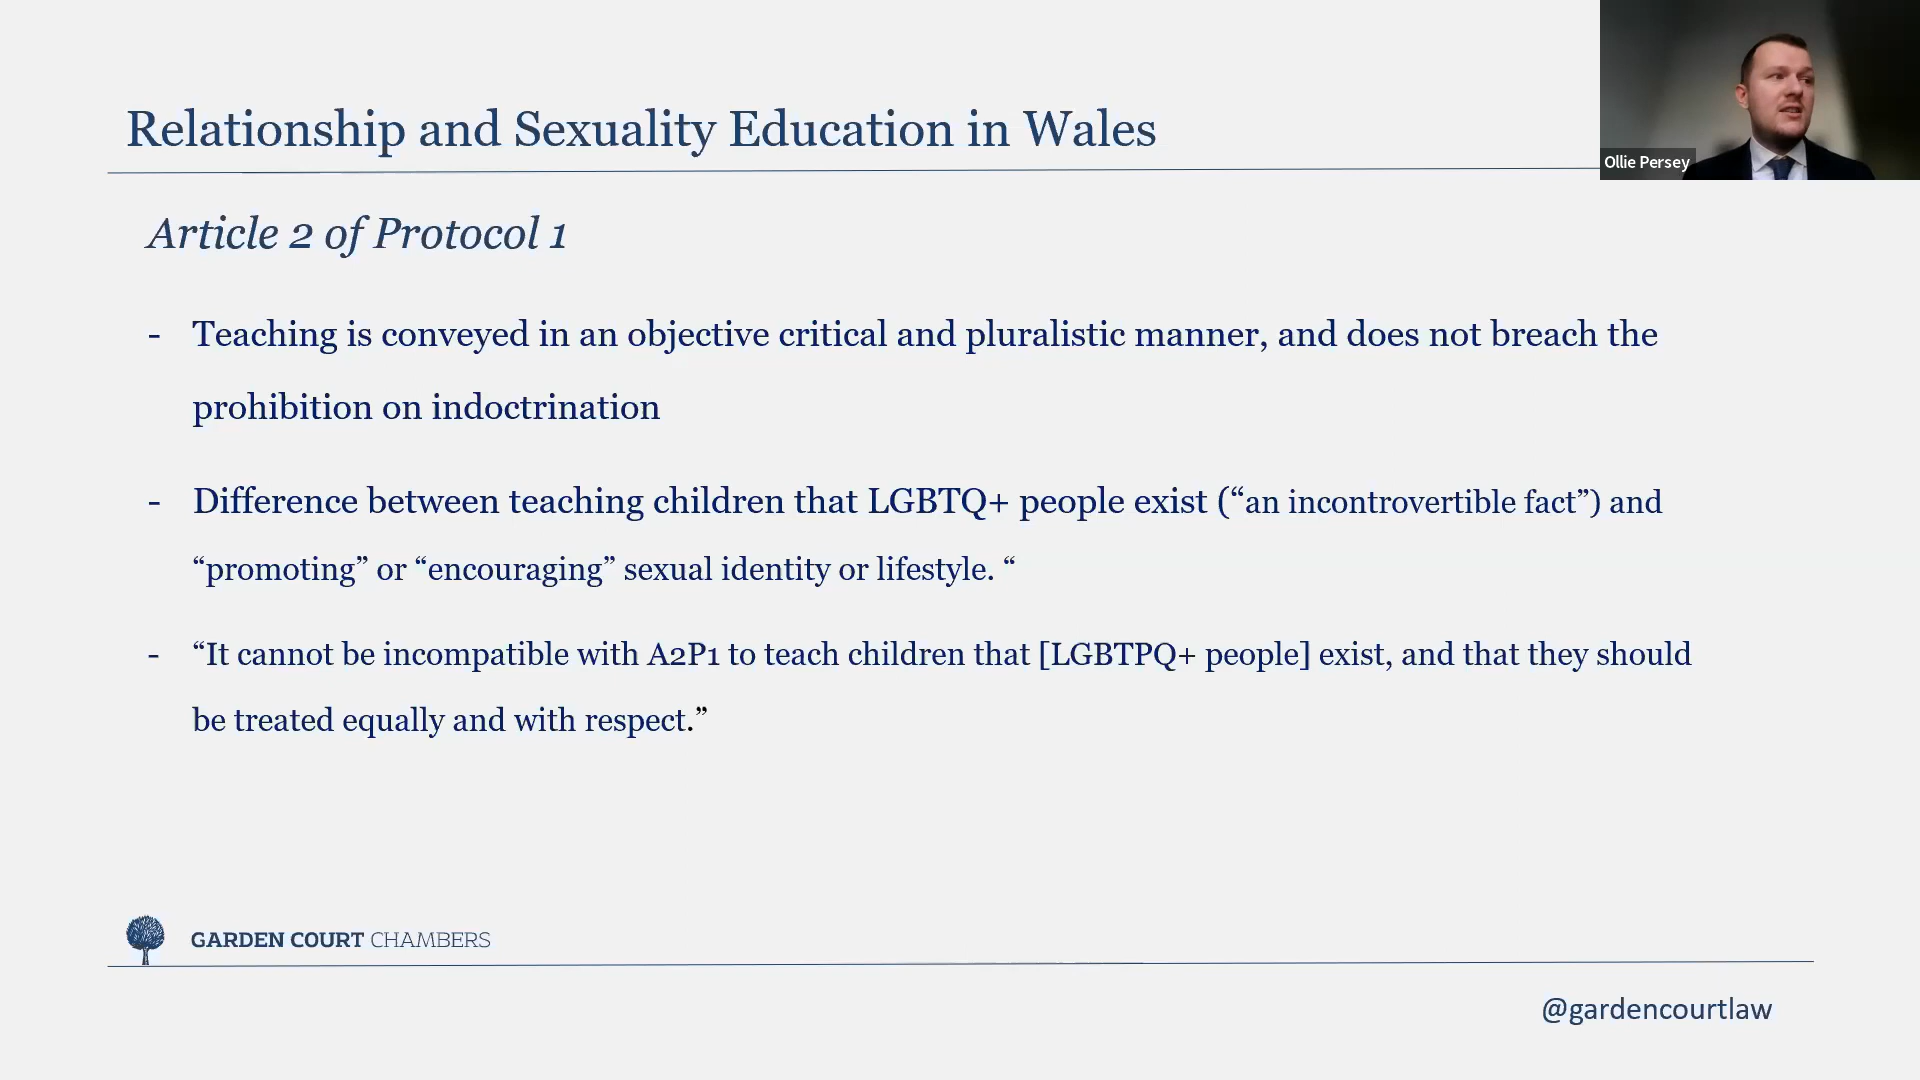 Relationship and Sexuality Education in Wales
Ollie Persey
Article 2 of Protocol 1
- Teaching is conveyed in an objective critical and pluralistic manner, and does not breach the
prohibition on indoctrination
- Difference between teaching children that LGBTQ+ people exist (“an incontrovertible fact”) and
“promoting” or “encouraging” sexual identity or lifestyle. “
- “It cannot be incompatible with A2P1 to teach children that [LGBTPQ+ people] exist, and that they should
be treated equally and with respect.”
GARDEN COURT CHAMBERS
@gardencourtlaw